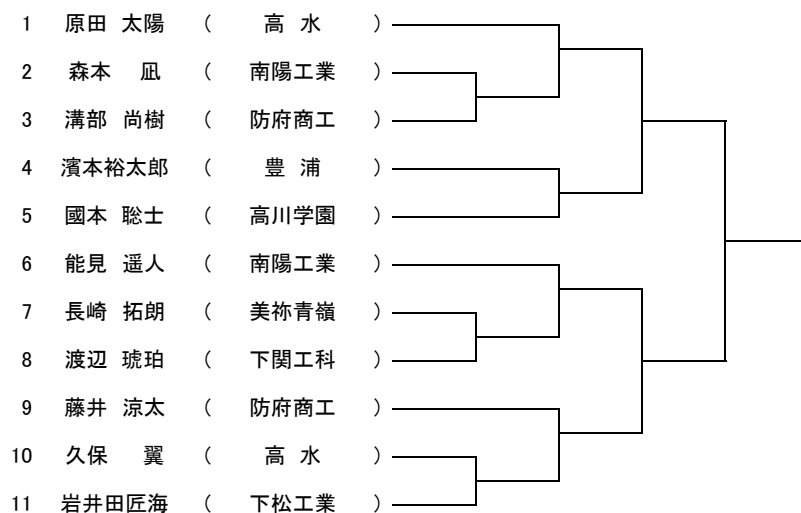 1 原田 太陽 ( 高 水 )
2 森本 凪 ( 南陽工業 )
3 溝部 尚樹 ( 防府商工 )
4 濱本裕太郎 ( 豊 浦 )
5 國本 聡士 ( 高川学園 )
6 能見 遥人 ( 南陽工業 )
7 長崎 拓朗 ( 美祢青嶺 )
8 渡辺 琥珀 ( 下関工科 )
9 藤井 涼太 ( 防府商工 )
10 久保 翼 ( 高 水 )
11 岩井田匠海 ( 下松工業 )